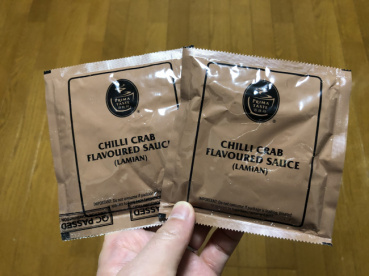 PRIMA
TASTE
CHILLI CRAB
FLAVOURED SAUCE
(LAMIAN)
QC PASSED
PRIMA
TASTE
CHILLI CRAB
FLAVOURED SAUCE
(LAMIAN)